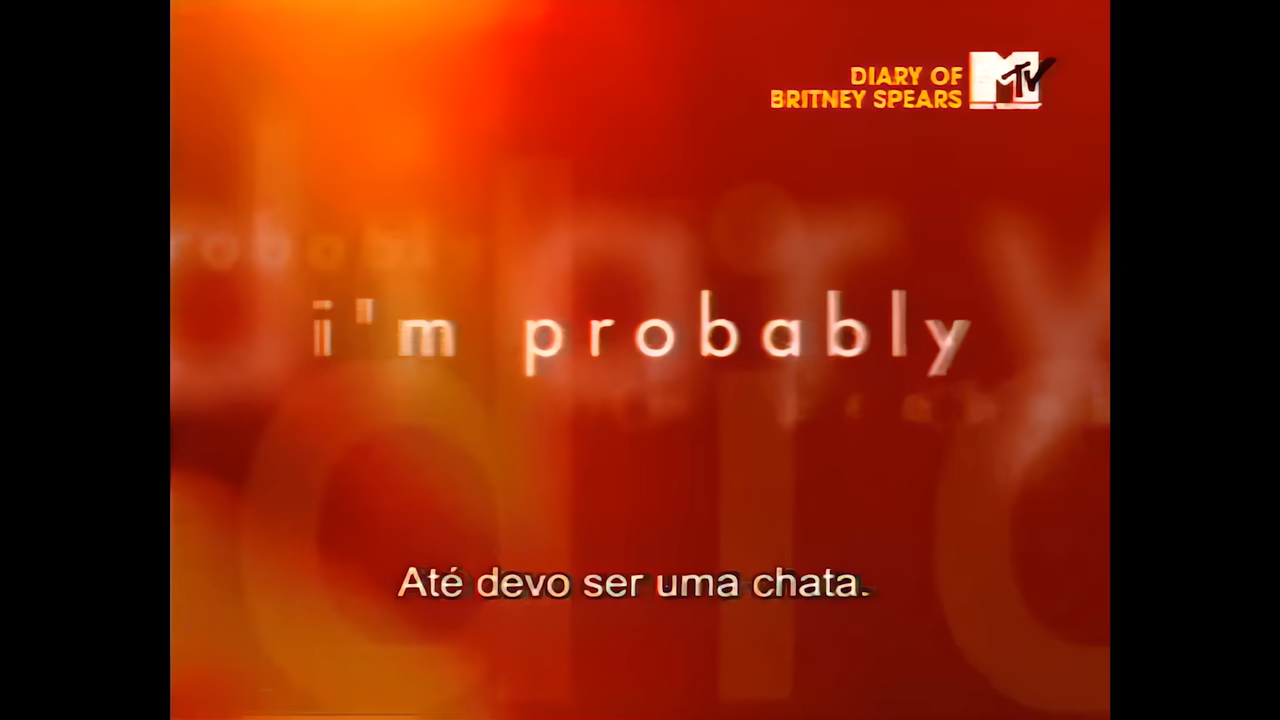 DIARY OF
BRITNEY SPEARS
MTV
i'm probably
Até devo ser uma chata.